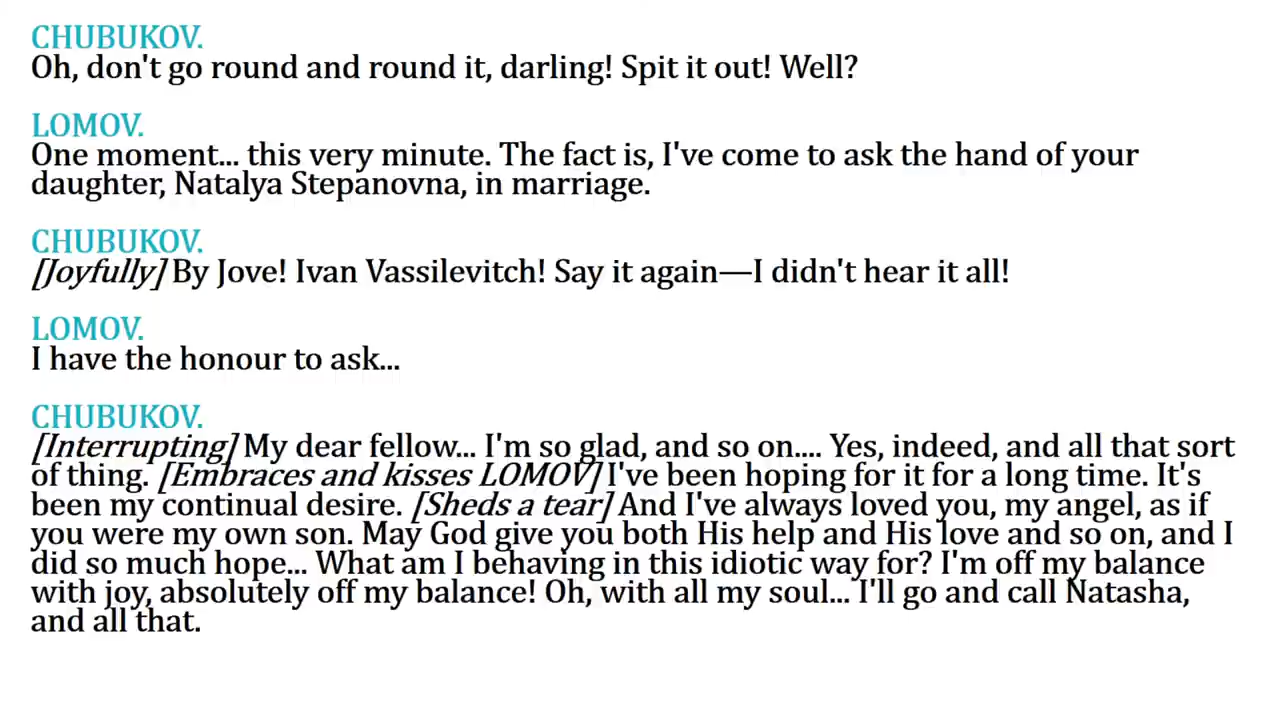 CHUBUKOV.
Oh, don't go round and round it, darling! Spit it out! Well?
LOMOV.
One moment... this very minute. The fact is, I've come to ask the hand of your
daughter, Natalya Stepanovna, in marriage.
CHUBUKOV.
[Joyfully] By Jove! Ivan Vassilevitch! Say it again—I didn't hear it all!
LOMOV.
I have the honour to ask...
CHUBUKOV.
[Interrupting] My dear fellow... I'm so glad, and so on.... Yes, indeed, and all that sort
of thing. [Embraces and kisses LOMOV] I've been hoping for it for a long time. It's
been my continual desire. [Sheds a tear] And I've always loved you, my angel, as if
you were my own son. May God give you both His help and His love and so on, and I
did so much hope... What am I behaving in this idiotic way for? I'm off my balance
with joy, absolutely off my balance! Oh, with all my soul... I'll go and call Natasha,
and all that.